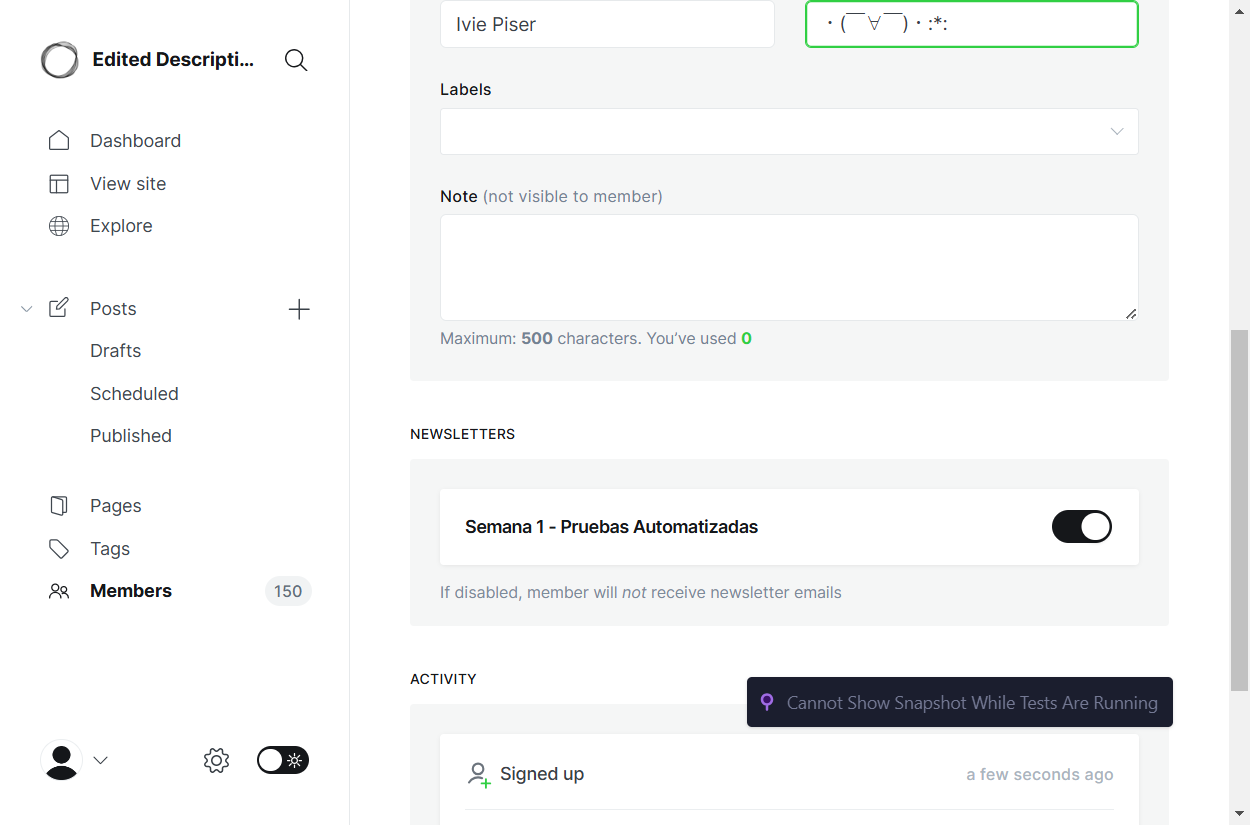 Edited Descripti...
Dashboard
View site
Explore
Posts
Drafts
Scheduled
Published
Pages
Tags
Members 150
Ivie Piser
・(￣∀￣)・:*:
Labels
Note (not visible to member)
Maximum: 500 characters. You’ve used 0
NEWSLETTERS
Semana 1 - Pruebas Automatizadas
If disabled, member will not receive newsletter emails
ACTIVITY
Cannot Show Snapshot While Tests Are Running
Signed up a few seconds ago